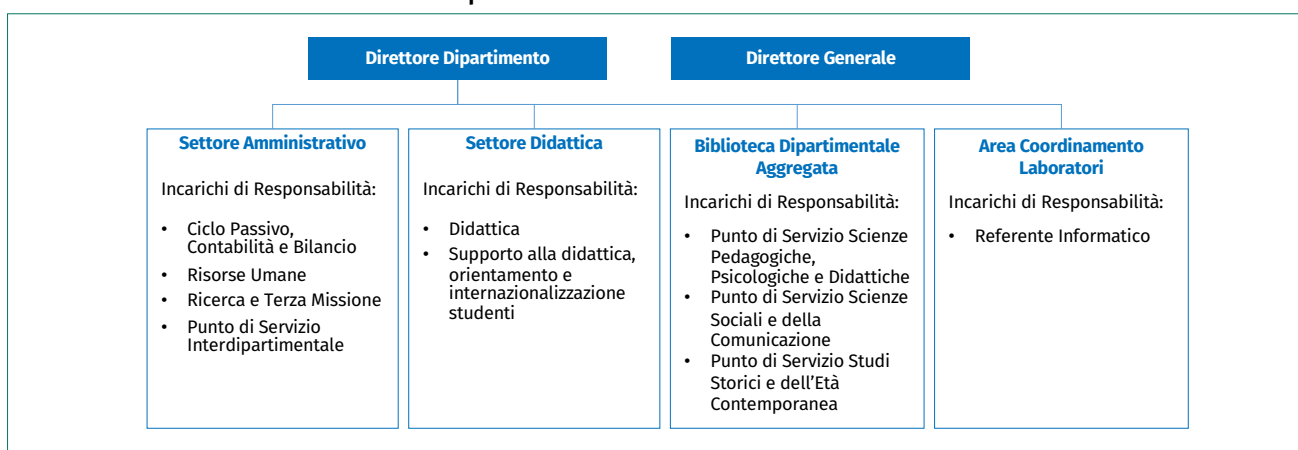 Direttore Dipartimento
Direttore Generale
Settore Amministrativo
Incarichi di Responsabilità:
• Ciclo Passivo,
Contabilità e Bilancio
• Risorse Umane
• Ricerca e Terza Missione
• Punto di Servizio
Interdipartimentale
Settore Didattica
Incarichi di Responsabilità:
• Didattica
• Supporto alla didattica,
orientamento e
internazionalizzazione
studenti
Biblioteca Dipartimentale
Aggregata
Incarichi di Responsabilità:
• Punto di Servizio Scienze
Pedagogiche,
Psicologiche e Didattiche
• Punto di Servizio Scienze
Sociali e della
Comunicazione
• Punto di Servizio Studi
Storici e dell’Età
Contemporanea
Area Coordinamento
Laboratori
Incarichi di Responsabilità:
• Referente Informatico